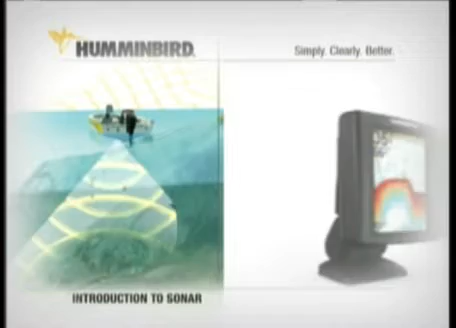 HUMMINBIRD.
Simply. Clearly. Better.
INTRODUCTION TO SONAR